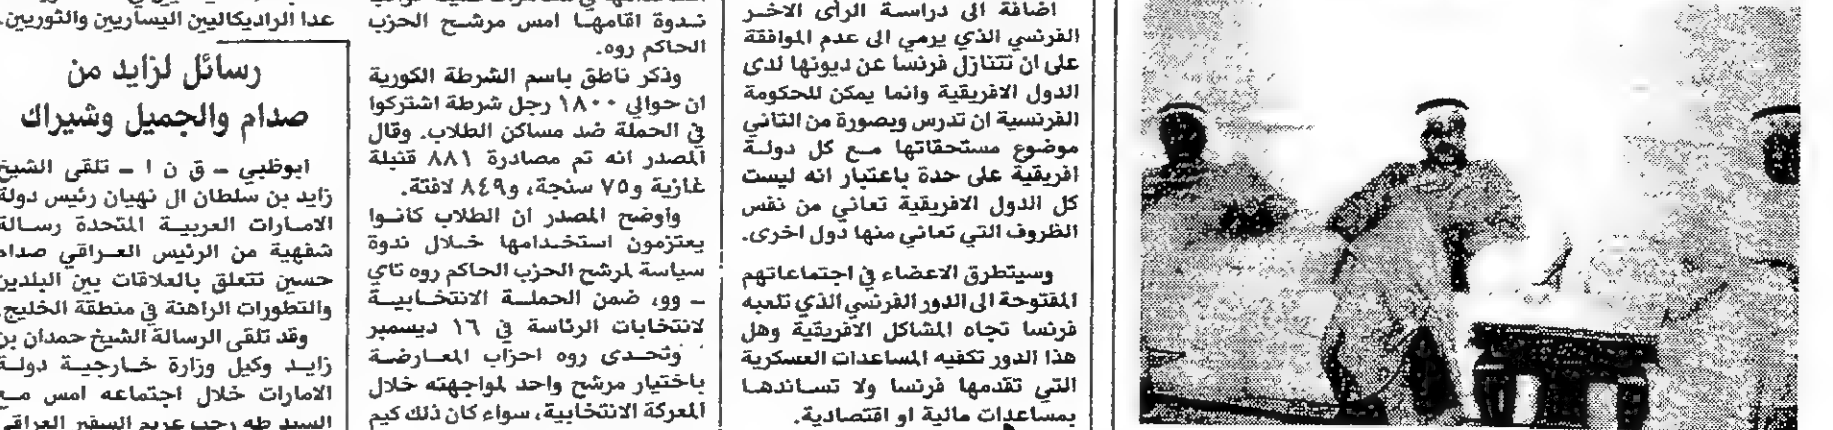 اضافة الى دراسة الرأى الاخر
الفرنسي الذي يرمي الى عدم الموافقة
على ان تتنازل فرنسا عن ديونها لدى
الدول الافريقية وانما يمكن للحكومة
الفرنسية ان تدرس وبصورة من التأني
موضوع مستحقاتها مع كل دولة
افريقية على حدة باعتبار انه ليست
كل الدول الافريقية تعاني من نفس
الظروف التي تعاني منها دول اخرى.
وسيتطرق الاعضاء في اجتماعاتهم
المفتوحة الى الدور الفرنسي الذي تلعبه
فرنسا تجاه المشاكل الافريقية وهل
هذا الدور تكفيه المساعدات العسكرية
التي تقدمها فرنسا ولا تساندها
بمساعدات مالية او اقتصادية.
ندوة اقامها امس مرشح الحزب
الحاكم روه.
وذكر ناطق باسم الشرطة الكورية
ان حوالي ١٨٠٠ رجل شرطة اشتركوا
في الحملة ضد مساكن الطلاب. وقال
المصدر انه تم مصادرة ٨٨١ قنبلة
غازية و٧٥ سنجة، و٨٤٩ لافتة.
واوضح المصدر ان الطلاب كانوا
يعتزمون استخدامها خلال ندوة
سياسة لمرشح الحزب الحاكم روه تاي
ـ وو، ضمن الحملة الانتخابية
لانتخابات الرئاسة في ١٦ ديسمبر
وتحدى روه احزاب المعارضة
باختيار مرشح واحد لمواجهته خلال
المعركة الانتخابية، سواء كان ذلك كيم
عدا الراديكاليين اليساريين والثوريين.
رسائل لزايد من
صدام والجميل وشيراك
ابوظبي ـ ق ن ا ـ تلقى الشيخ
زايد بن سلطان ال نهيان رئيس دولة
الامارات العربية المتحدة رسالة
شفهية من الرئيس العراقي صدام
حسين تتعلق بالعلاقات بين البلدين
والتطورات الراهنة في منطقة الخليج.
وقد تلقى الرسالة الشيخ حمدان بن
زايد وكيل وزارة خارجية دولة
الامارات خلال اجتماعه امس مع
السيد طه رجب عريم السفير العراقي